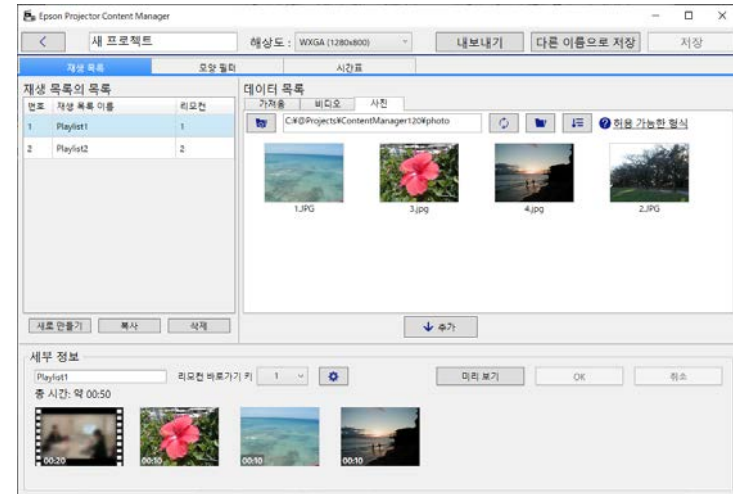 Epson Projector Content Manager
새 프로젝트 해상도 : WXGA (1280x800) 내보내기 다른 이름으로 저장 저장
재생 목록 모양 필터 시간표
재생 목록의 목록
번호 재생 목록 이름 리모컨
1 Playlist1 1
2 Playlist2 2
새로 만들기 복사 삭제
데이터 목록
가져옴 비디오 사진
C:¥@Projects¥ContentManager120¥photo 허용 가능한 형식
1.JPG 3.jpg 4.jpg 2.JPG
추가
세부 정보
Playlist1 리모컨 바로가기 키 1 미리 보기 OK 취소
총 시간: 약 00:50
00:20 00:10 00:10 00:10